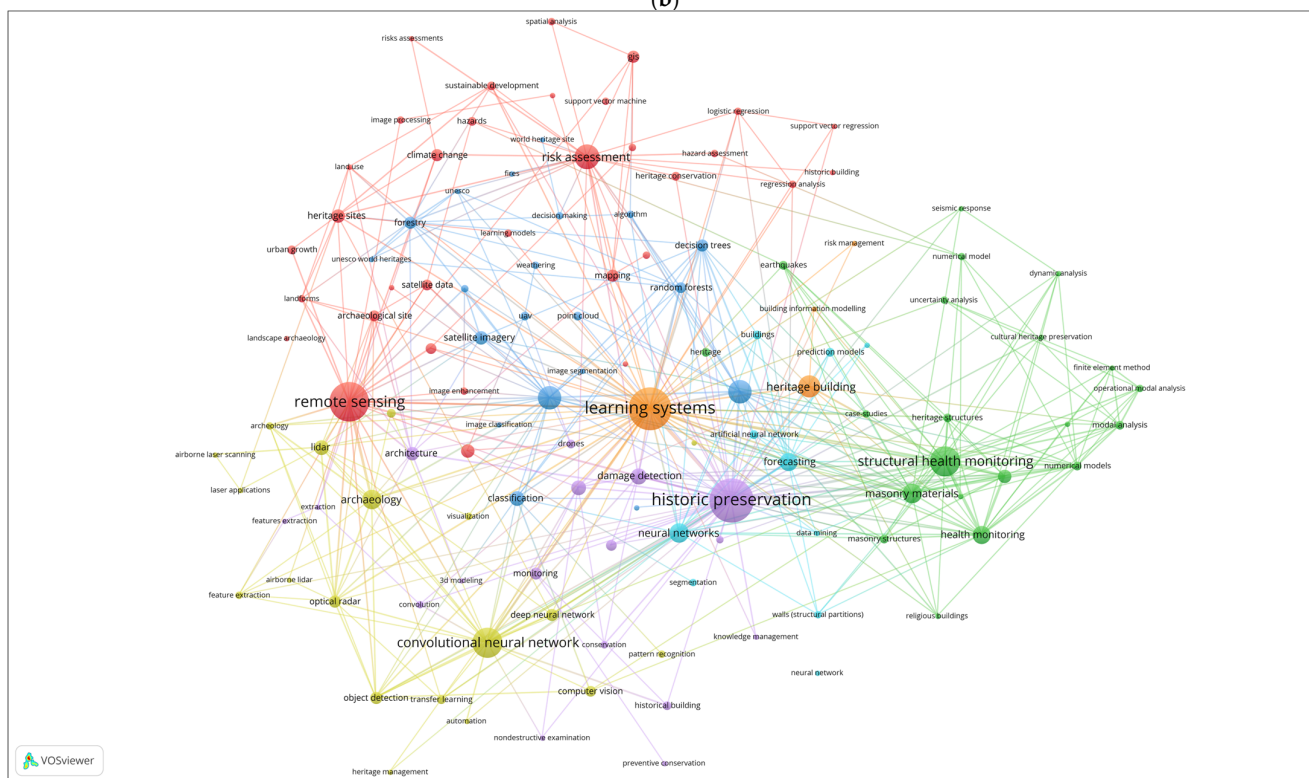 (b)
spatial analysis
risks assessments
gis
sustainable development
support vector machine
logistic regression
image processing
hazards
support vector regression
world heritage site
climate change
risk assessment
hazard assessment
land use
fires
heritage conservation
historic building
regression analysis
unesco
heritage sites
forestry
decision making
algorithm
seismic response
learning models
urban growth
decision trees
risk management
unesco world heritages
weathering
earthquakes
numerical model
mapping
dynamic analysis
satellite data
random forests
landforms
uncertainty analysis
archaeological site
uav
point cloud
building information modelling
landscape archaeology
satellite imagery
buildings
cultural heritage preservation
heritage
prediction models
image segmentation
finite element method
image enhancement
heritage building
operational modal analysis
remote sensing
learning systems
case-studies
heritage structures
archeology
image classification
modal analysis
artificial neural network
drones
airborne laser scanning
lidar
architecture
forecasting
structural health monitoring
numerical models
damage detection
laser applications
archaeology
classification
historic preservation
masonry materials
extraction
features extraction
visualization
neural networks
data mining
masonry structures
health monitoring
airborne lidar
3d modeling
monitoring
segmentation
feature extraction
optical radar
convolution
deep neural network
walls (structural partitions)
religious buildings
convolutional neural network
conservation
knowledge management
pattern recognition
neural network
object detection
transfer learning
computer vision
historical building
automation
nondestructive examination
preventive conservation
heritage management
VOSviewer